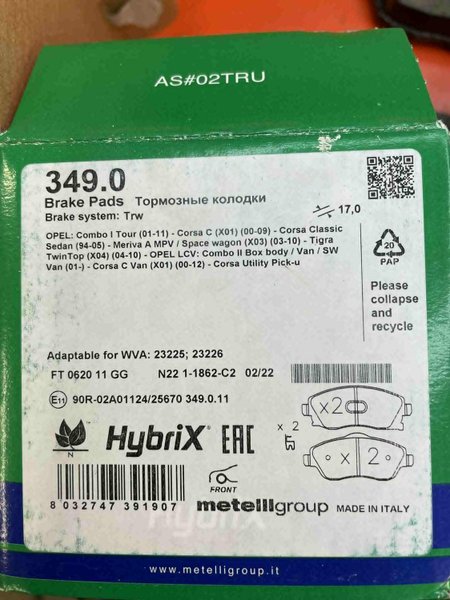 AS#02TRU
349.0
Brake Pads Тормозные колодки
Brake system: Trw
17,0
OPEL: Combo I Tour (01-11) - Corsa C (X01) (00-09) - Corsa Classic
Sedan (94-05) - Meriva A MPV / Space wagon (X03) (03-10) - Tigra
TwinTop (X04) (04-10) - OPEL LCV: Combo II Box body / Van / SW
Van (01-) - Corsa C Van (X01) (00-12) - Corsa Utility Pick-u
20
PAP
Please
collapse
and
recycle
Adaptable for WVA: 23225; 23226
FT 0620 11 GG N22 1-1862-C2 02/22
E11 90R-02A01124/25670 349.0.11
x2
x 2
x 2
HybriX EAC
FRONT
metelligroup MADE IN ITALY
8 032747 391907
HybriX
www.metelligroup.it